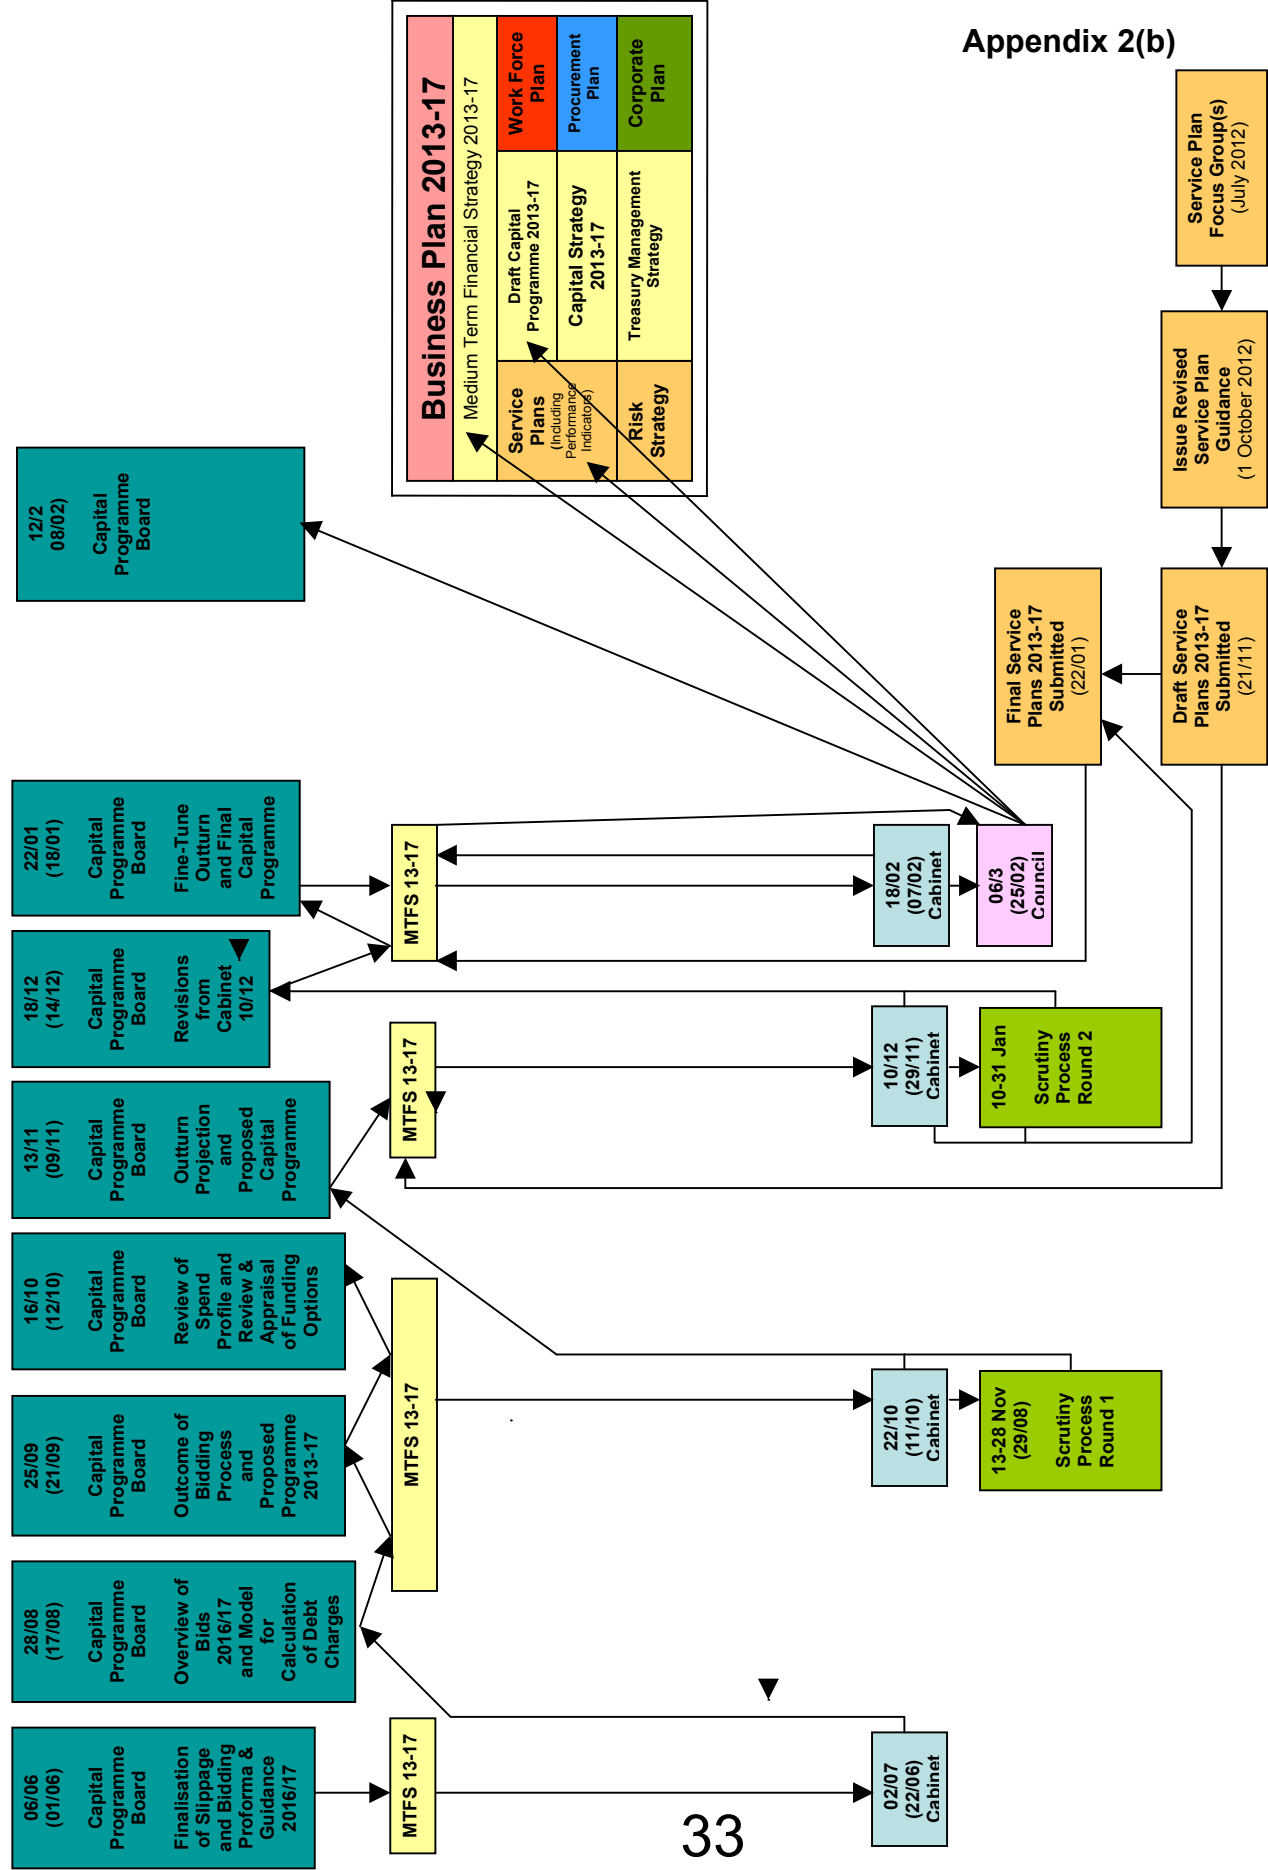 Appendix 2(b)
06/06
(01/06)
Capital
Programme
Board
Finalisation
of Slippage
and Bidding
Proforma &
Guidance
2016/17
28/08
(17/08)
Capital
Programme
Board
Overview of
Bids
2016/17
and Model
for
Calculation
of Debt
Charges
25/09
(21/09)
Capital
Programme
Board
Outcome of
Bidding
Process
and
Proposed
Programme
2013-17
16/10
(12/10)
Capital
Programme
Board
Review of
Spend
Profile and
Review &
Appraisal
of Funding
Options
13/11
(09/11)
Capital
Programme
Board
Outturn
Projection
and
Proposed
Capital
Programme
18/12
(14/12)
Capital
Programme
Board
Revisions
from
Cabinet
10/12
22/01
(18/01)
Capital
Programme
Board
Fine-Tune
Outturn
and Final
Capital
Programme
12/2
08/02)
Capital
Programme
Board
MTFS 13-17
MTFS 13-17
MTFS 13-17
MTFS 13-17
Business Plan 2013-17
Medium Term Financial Strategy 2013-17
Service
Plans
(Including
Performance
Indicators)
Draft Capital
Programme 2013-17
Work Force
Plan
Capital Strategy
2013-17
Procurement
Plan
Risk
Strategy
Treasury Management
Strategy
Corporate
Plan
02/07
(22/06)
Cabinet
22/10
(11/10)
Cabinet
10/12
(29/11)
Cabinet
18/02
(07/02)
Cabinet
13-28 Nov
(29/08)
Scrutiny
Process
Round 1
10-31 Jan
Scrutiny
Process
Round 2
06/3
(25/02)
Council
Final Service
Plans 2013-17
Submitted
(22/01)
Draft Service
Plans 2013-17
Submitted
(21/11)
Issue Revised
Service Plan
Guidance
(1 October 2012)
Service Plan
Focus Group(s)
(July 2012)
33